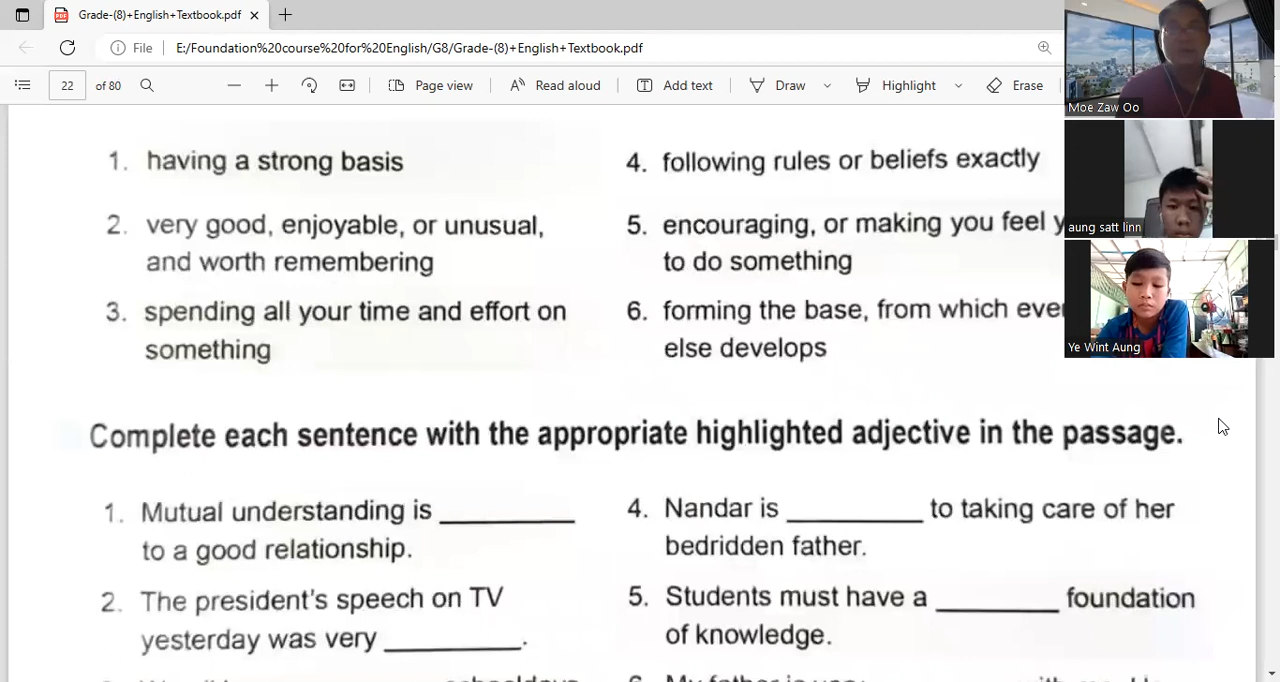 Grade-(8)+English+Textbook.pdf
File
E:/Foundation%20course%20for%20English/G8/Grade-(8)+English+Textbook.pdf
22 of 80
Page view
Read aloud
Add text
Draw
Highlight
Erase
Moe Zaw Oo
aung satt linn
Ye Wint Aung
1. having a strong basis
2. very good, enjoyable, or unusual,
and worth remembering
3. spending all your time and effort on
something
4. following rules or beliefs exactly
5. encouraging, or making you feel
to do something
6. forming the base, from which
else develops
Complete each sentence with the appropriate highlighted adjective in the passage.
1. Mutual understanding is __________
to a good relationship.
2. The president's speech on TV
yesterday was very __________.
4. Nandar is __________ to taking care of her
bedridden father.
5. Students must have a _________ foundation
of knowledge.
6. My father is very